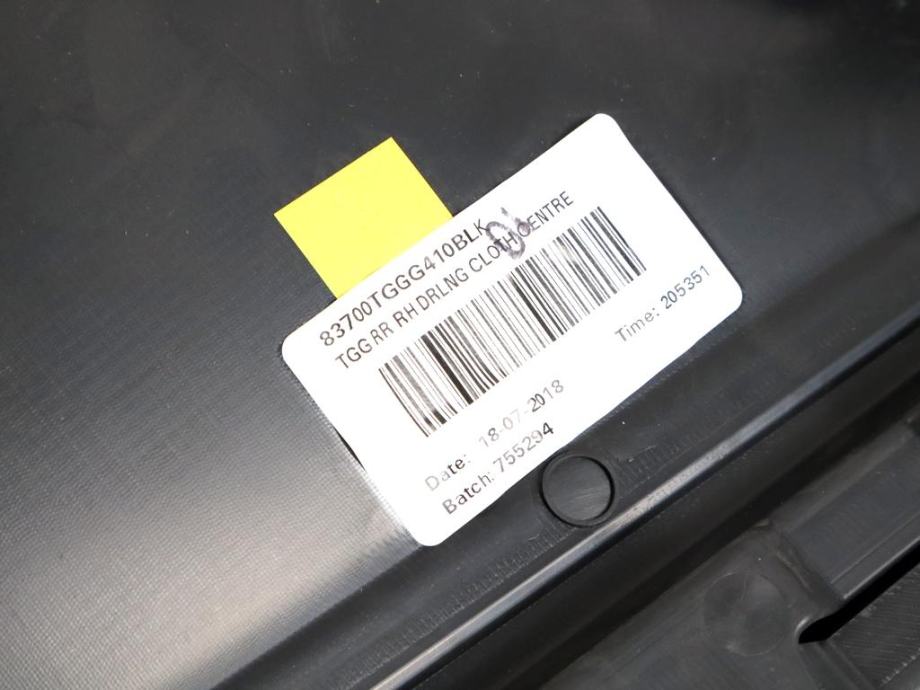 83700TGGG410BLK
TGG RR RH DRLNG CLOTH CENTRE
Time: 205351
Date: 18-07-2018
Batch: 755294